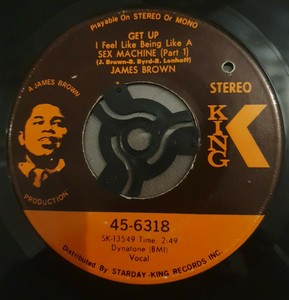 Playable On STEREO Or MONO
GET UP
I Feel Like Being Like A
SEX MACHINE (Part 1)
(J. Brown-B. Byrd-R. Lenhoff)
JAMES BROWN
A JAMES BROWN
PRODUCTION
STEREO
KING
K
45-6318
SK-13549 Time: 2:49
Dynatone (BMI)
Vocal
Distributed By STARDAY-KING RECORDS INC.